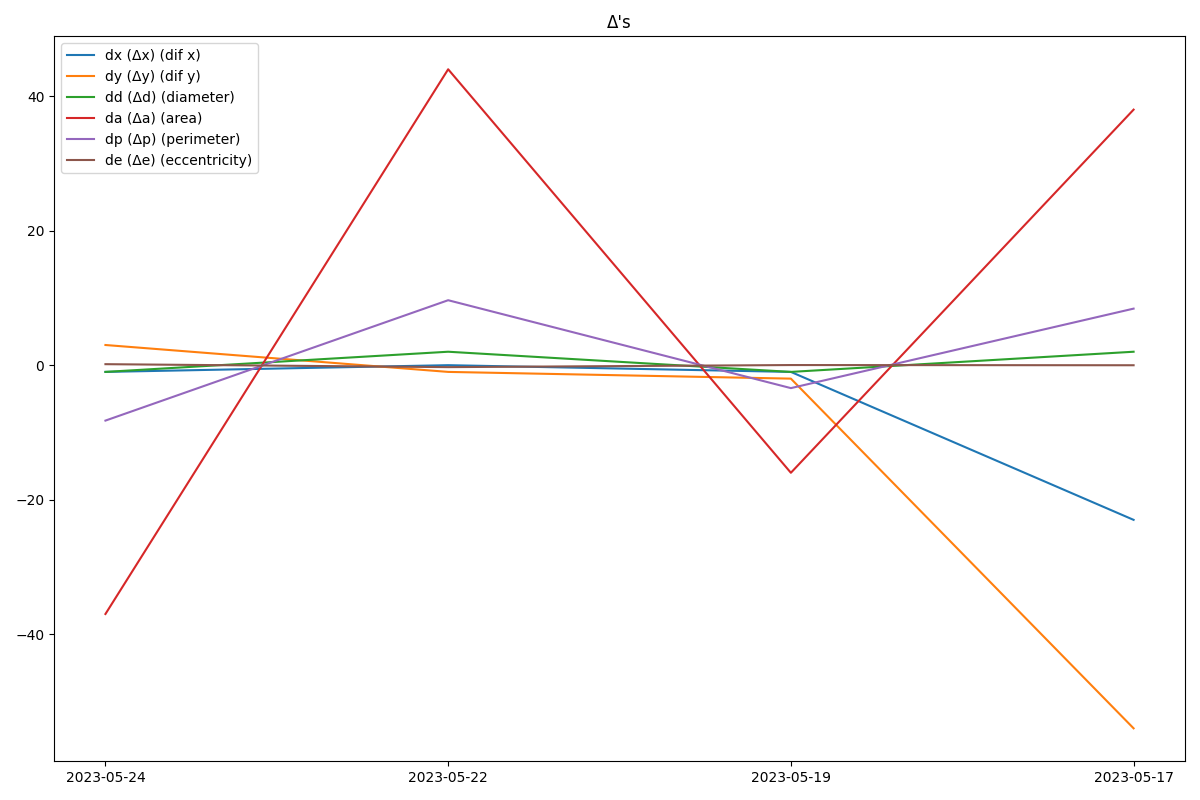 Δ's
dx (Δx) (dif x)
dy (Δy) (dif y)
dd (Δd) (diameter)
da (Δa) (area)
dp (Δp) (perimeter)
de (Δe) (eccentricity)
40
20
0
−20
−40
2023-05-24 2023-05-22 2023-05-19 2023-05-17